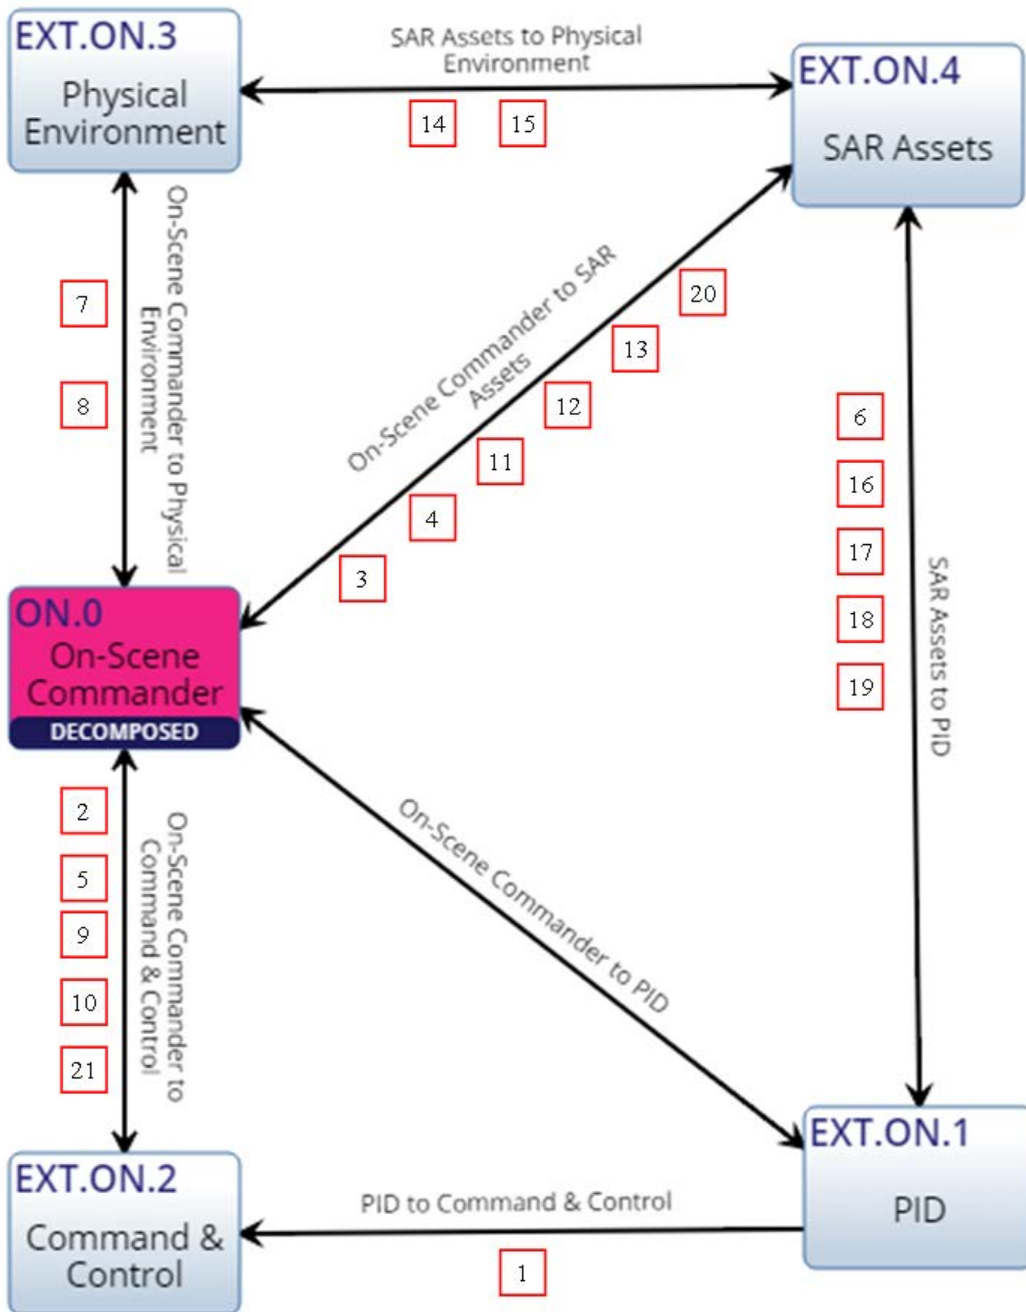 EXT.ON.3
Physical
Environment
SAR Assets to Physical
Environment
14
15
EXT.ON.4
SAR Assets
On-Scene Commander to Physical
Environment
7
8
On-Scene Commander to SAR
Assets
20
13
12
11
4
3
6
16
17
18
19
SAR Assets to PID
ON.0
On-Scene
Commander
DECOMPOSED
2
5
9
10
21
On-Scene Commander to
Command & Control
On-Scene Commander to PID
EXT.ON.2
Command &
Control
PID to Command & Control
1
EXT.ON.1
PID